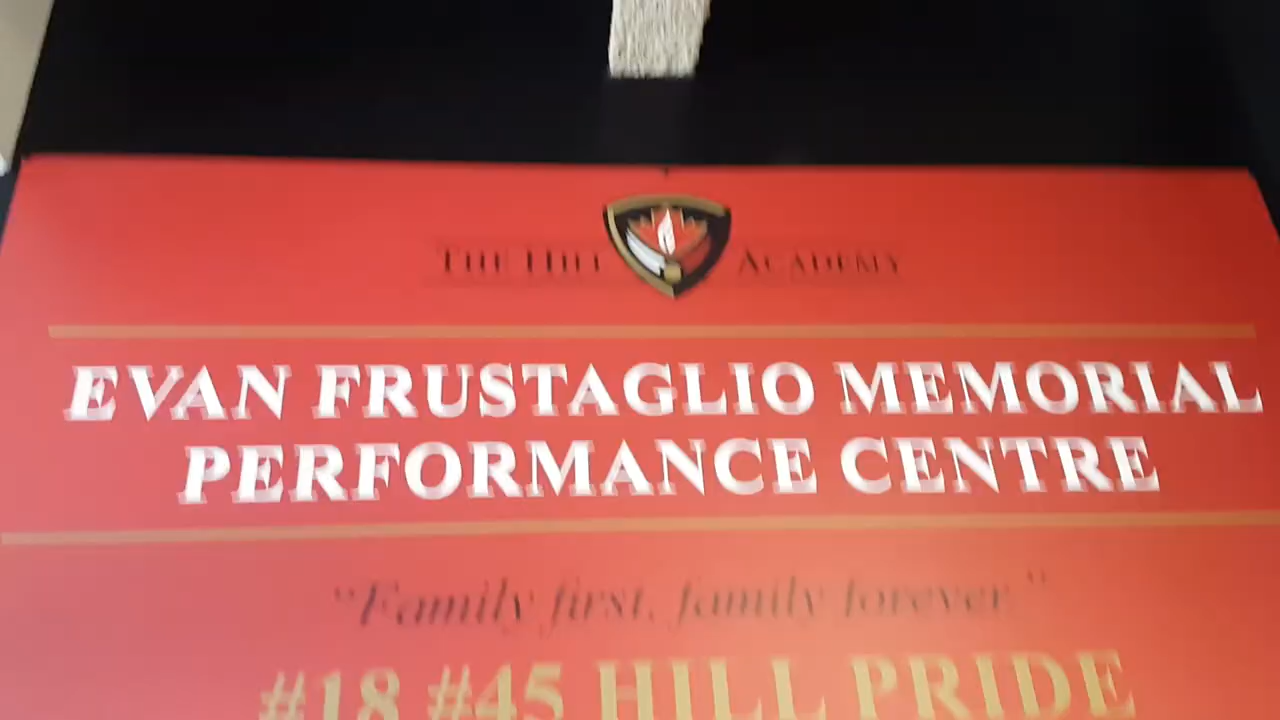 THE HILL ACADEMY
EVAN FRUSTAGLIO MEMORIAL
PERFORMANCE CENTRE
“Family first, family forever”
#18 #45 HILL PRIDE